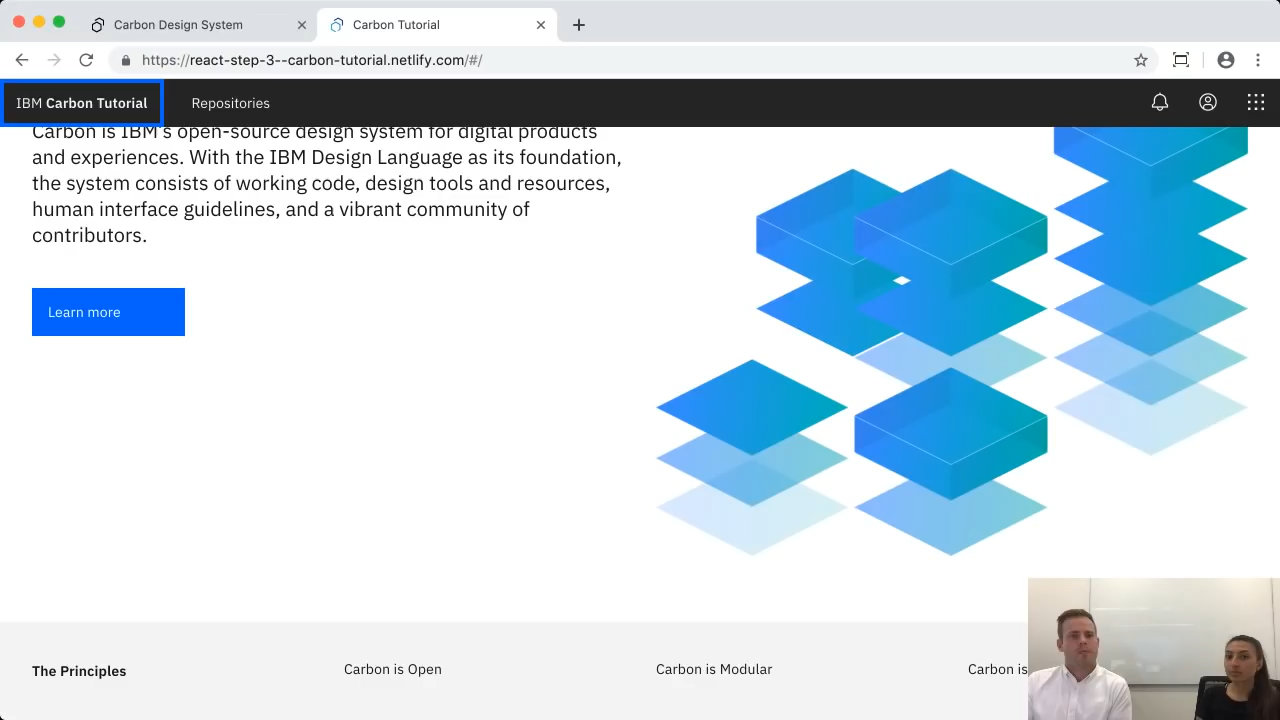 Carbon Design System
Carbon Tutorial
https://react-step-3--carbon-tutorial.netlify.com/#/
IBM Carbon Tutorial
Repositories
Carbon is IBM's open-source design system for digital products
and experiences. With the IBM Design Language as its foundation,
the system consists of working code, design tools and resources,
human interface guidelines, and a vibrant community of
contributors.
Learn more
The Principles
Carbon is Open
Carbon is Modular
Carbon is